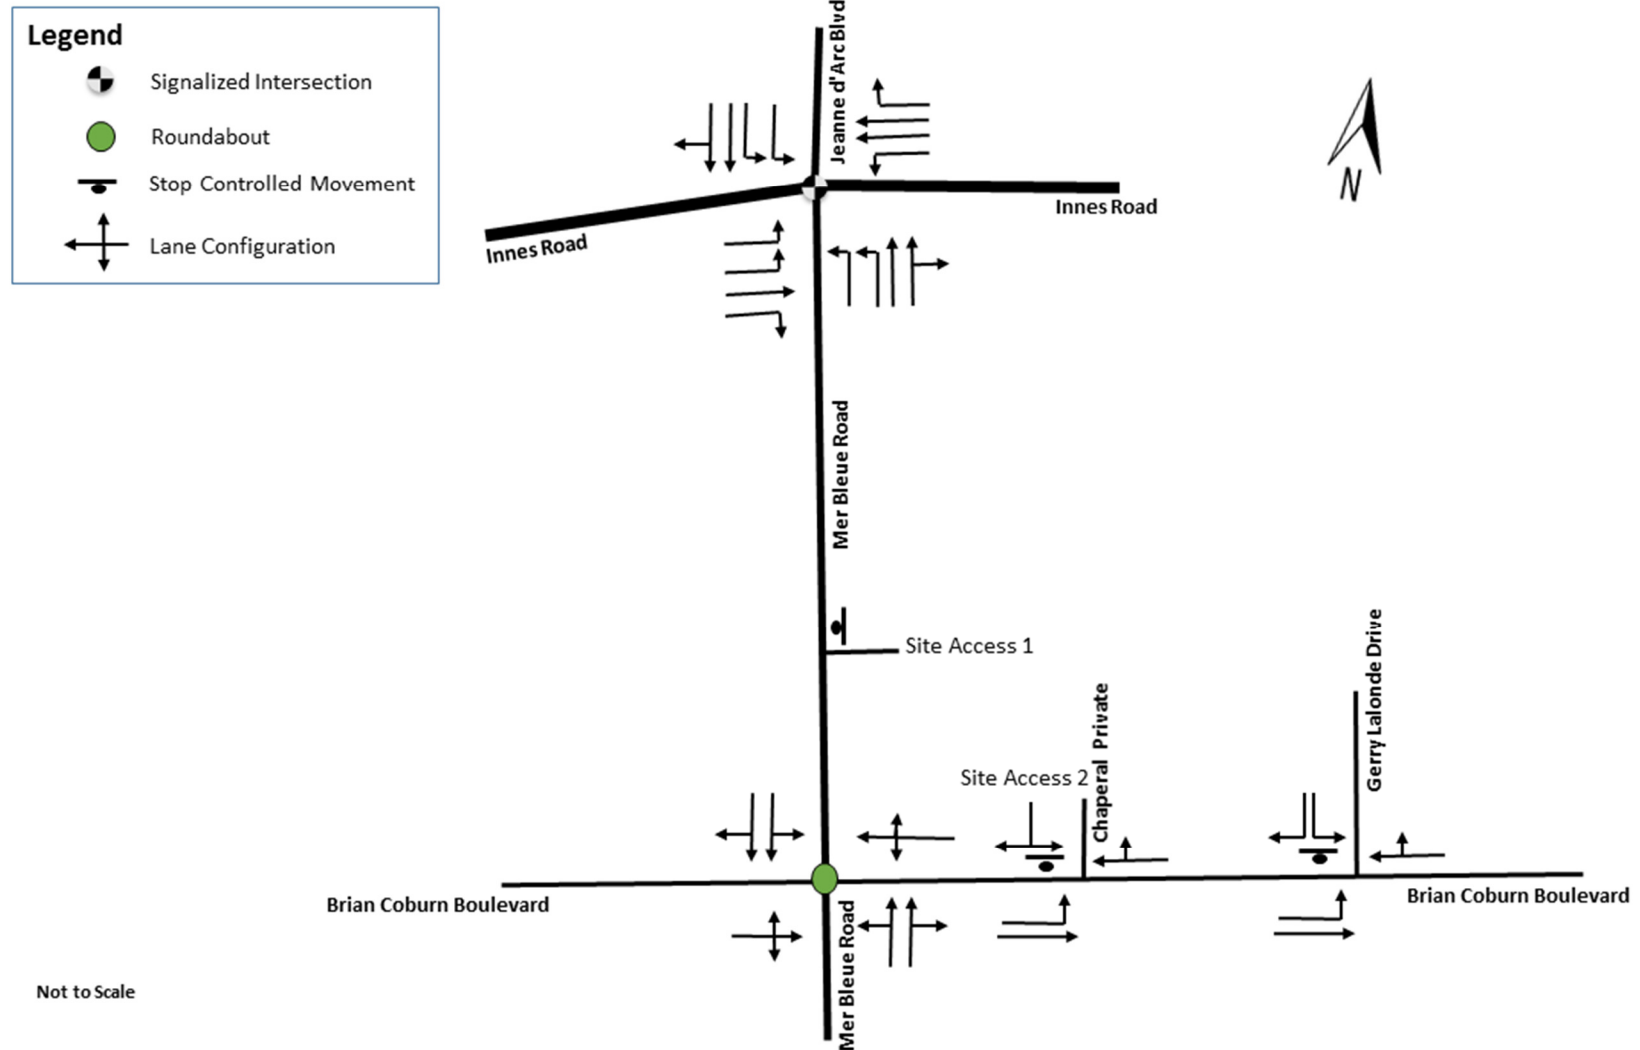 Legend
Signalized Intersection
Roundabout
Stop Controlled Movement
Lane Configuration
Jeanne d'Arc Blvd
N
Innes Road
Innes Road
Mer Bleue Road
Site Access 1
Gerry Lalonde Drive
Chaperal Private
Site Access 2
Brian Coburn Boulevard
Brian Coburn Boulevard
Mer Bleue Road
Not to Scale